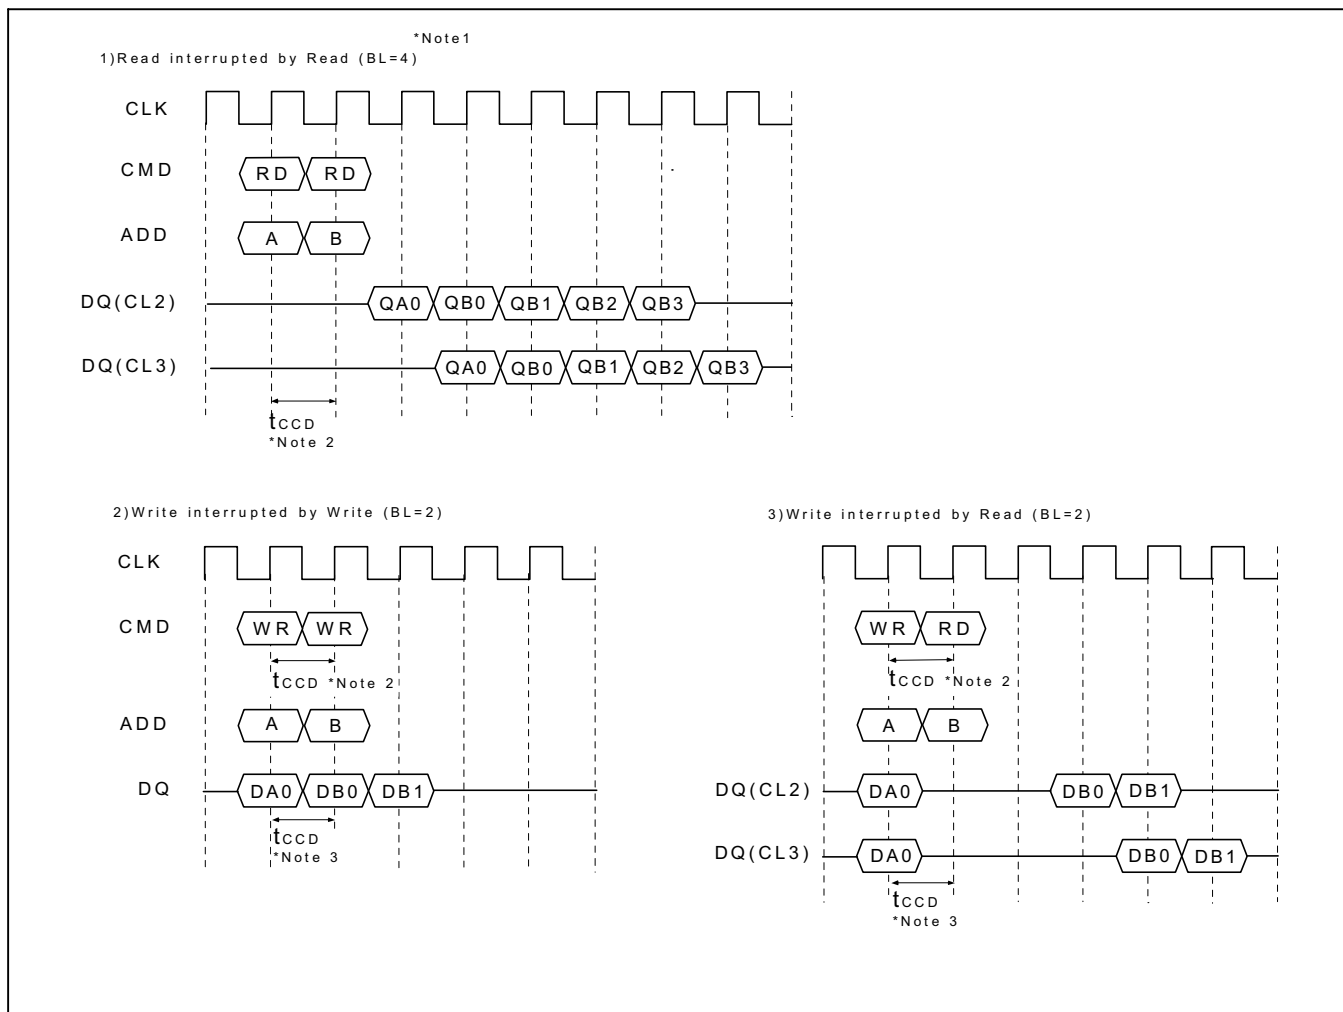 *Note1
1)Read interrupted by Read (BL=4)
CLK
CMD RD RD
ADD A B
DQ(CL2) QA0 QB0 QB1 QB2 QB3
DQ(CL3) QA0 QB0 QB1 QB2 QB3
tCCD
*Note 2
2)Write interrupted by Write (BL=2)
CLK
CMD WR WR
tCCD *Note 2
ADD A B
DQ DA0 DB0 DB1
tCCD
*Note 3
3)Write interrupted by Read (BL=2)
WR RD
tCCD *Note 2
A B
DQ(CL2) DA0 DB0 DB1
DQ(CL3) DA0 DB0 DB1
tCCD
*Note 3